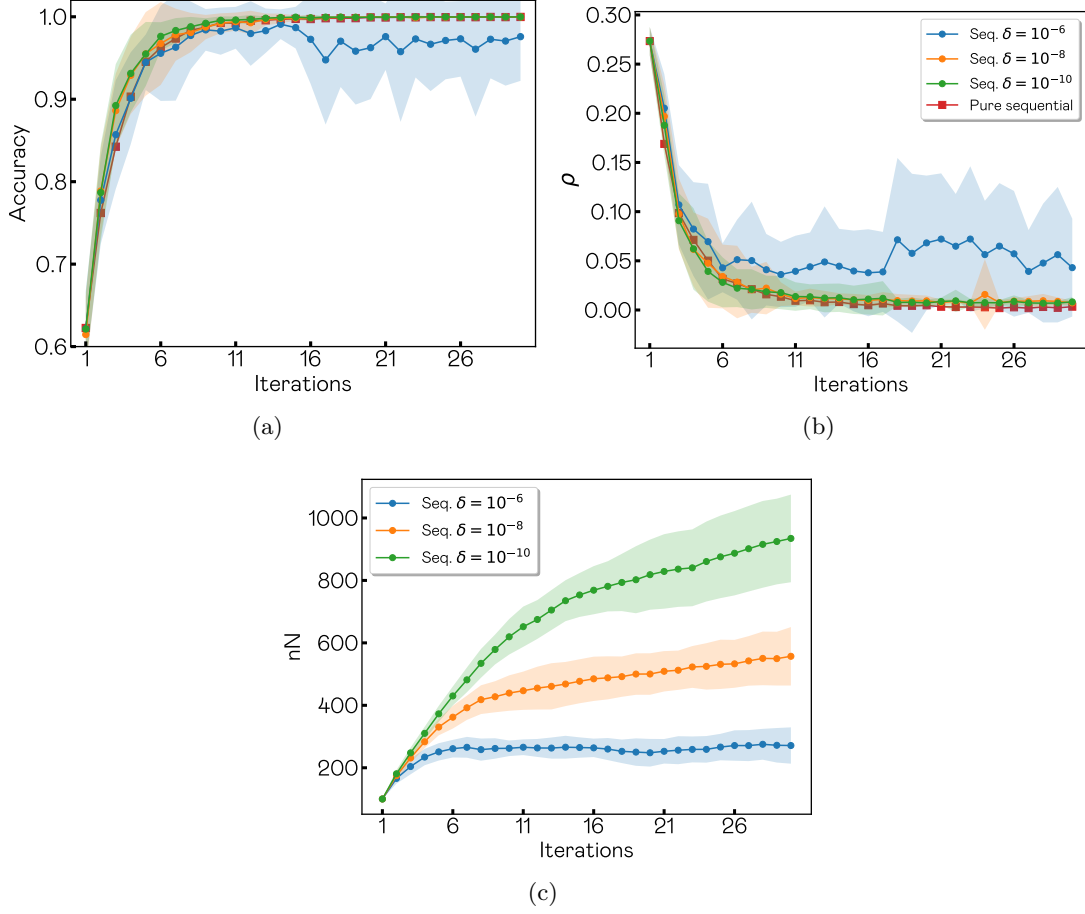 1.0
0.9
0.8
0.7
0.6
Accuracy
1 6 11 16 21 26
Iterations
(a)
0.30
0.25
0.20
0.15
0.10
0.05
0.00
ρ
Seq. δ = 10⁻⁶
Seq. δ = 10⁻⁸
Seq. δ = 10⁻¹⁰
Pure sequential
1 6 11 16 21 26
Iterations
(b)
1000
800
600
400
200
nN
Seq. δ = 10⁻⁶
Seq. δ = 10⁻⁸
Seq. δ = 10⁻¹⁰
1 6 11 16 21 26
Iterations
(c)